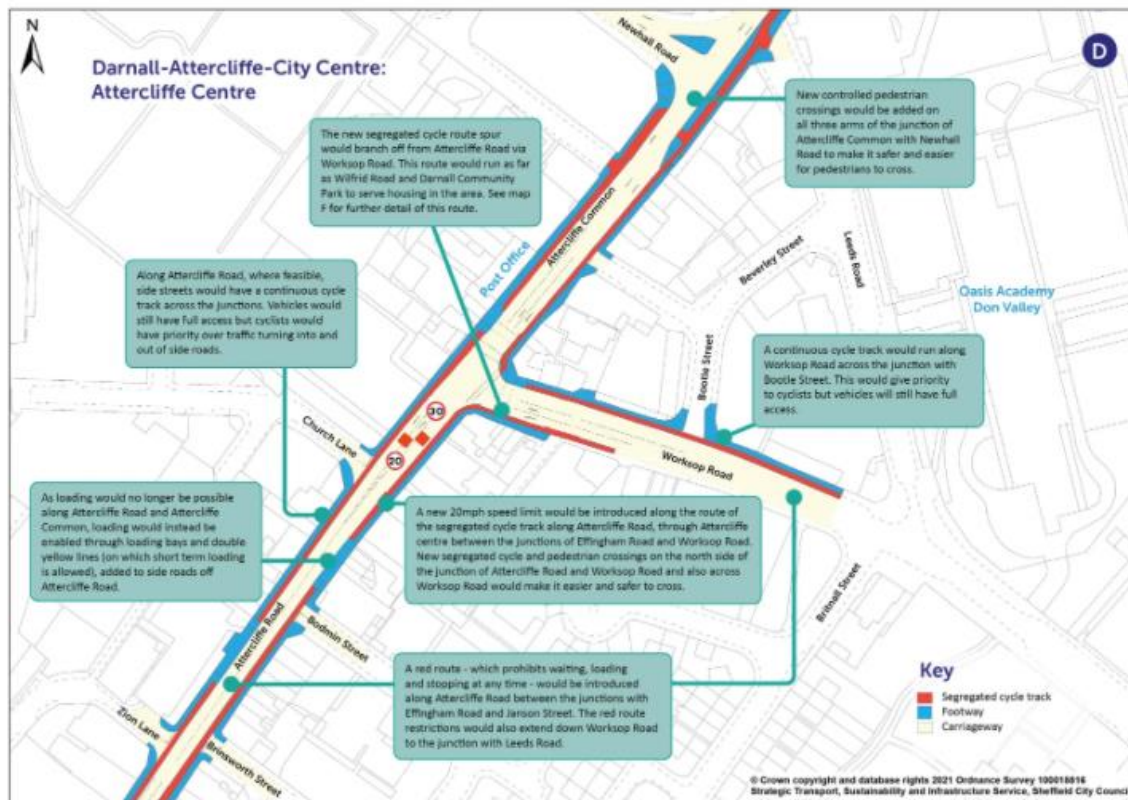 N
Darnall-Attercliffe-City Centre:
Attercliffe Centre
D
Newhall Road
New controlled pedestrian
crossings would be added on
all three arms of the junction of
Attercliffe Common with Newhall
Road to make it safer and easier
for pedestrians to cross.
The new segregated cycle route spur
would branch off from Attercliffe Road via
Worksop Road. This route would run as far
as Wilfrid Road and Darnall Community
Park to serve housing in the area. See map
F for further detail of this route.
Attercliffe Common
Post Office
Beverley Street
Leeds Road
Oasis Academy
Don Valley
Along Attercliffe Road, where feasible,
side streets would have a continuous cycle
track across the junctions. Vehicles would
still have full access but cyclists would
have priority over traffic turning into and
out of side roads.
Bootle Street
A continuous cycle track would run along
Worksop Road across the junction with
Bootle Street. This would give priority
to cyclists but vehicles will still have full
access.
30
20
Church Lane
Worksop Road
As loading would no longer be possible
along Attercliffe Road and Attercliffe
Common, loading would instead be
enabled through loading bays and double
yellow lines (on which short term loading
is allowed), added to side roads off
Attercliffe Road.
A new 20mph speed limit would be introduced along the route
of the segregated cycle track along Attercliffe Road, through Attercliffe
centre between the junctions of Effingham Road and Worksop Road.
New segregated cycle and pedestrian crossings on the north side of
the junction of Attercliffe Road and Worksop Road and also across
Worksop Road would make it easier and safer to cross.
Britnall Street
Attercliffe Road
Bodmin Street
A red route - which prohibits waiting, loading
and stopping at any time - would be introduced
along Attercliffe Road between the junctions with
Effingham Road and Janson Street. The red route
restrictions would also extend down Worksop Road
to the junction with Leeds Road.
Zion Lane
Brinsworth Street
Key
Segregated cycle track
Footway
Carriageway
© Crown copyright and database rights 2021 Ordnance Survey 100018816
Strategic Transport, Sustainability and Infrastructure Service, Sheffield City Council